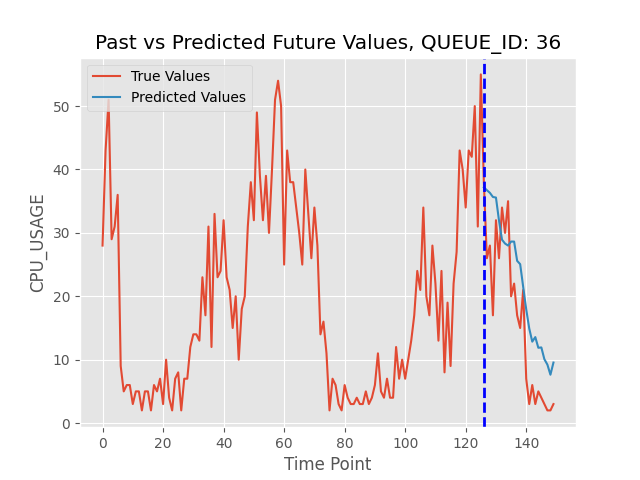 Past vs Predicted Future Values, QUEUE_ID: 36
True Values
Predicted Values
CPU_USAGE
50
40
30
20
10
0
0 20 40 60 80 100 120 140
Time Point